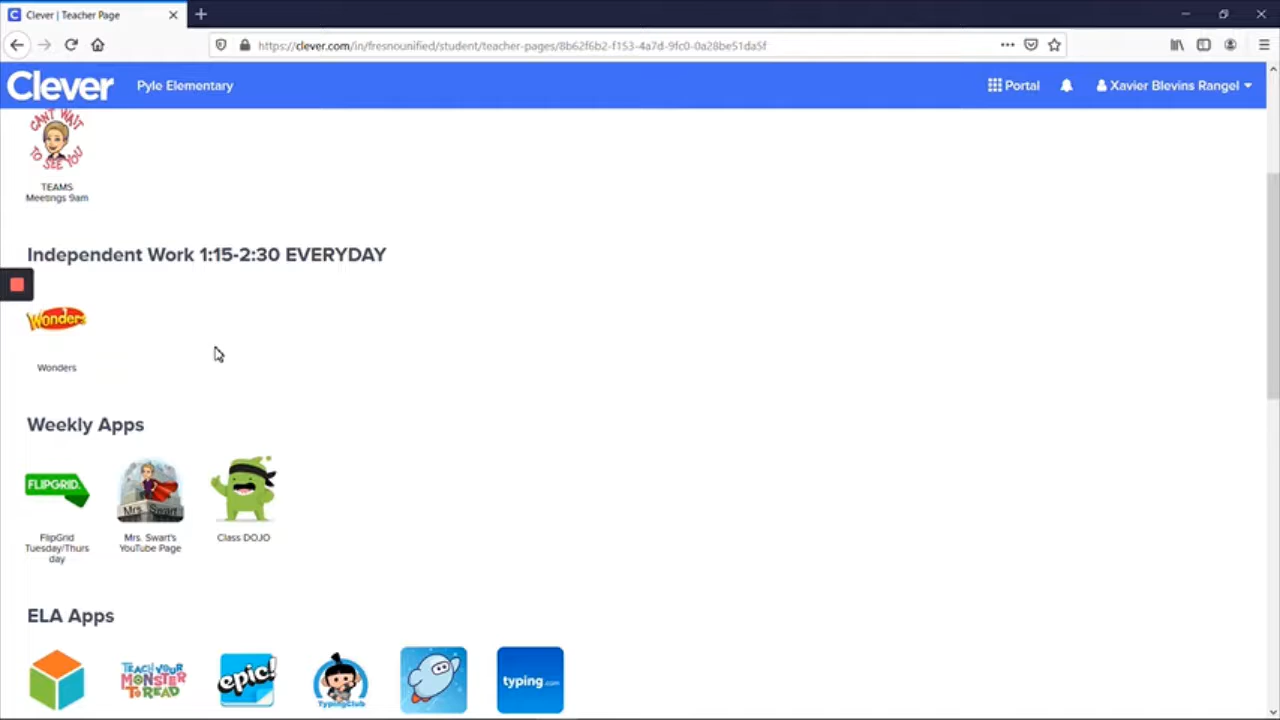 Clever | Teacher Page
https://clever.com/in/fresnounified/student/teacher-pages/8b62f6b2-f153-4a7d-9fc0-0a28be51da5f
Clever
Pyle Elementary
Portal
Xavier Blevins Rangel
CAN'T WAIT
TO SEE YOU
TEAMS
Meetings 9am
Independent Work 1:15-2:30 EVERYDAY
Wonders
Wonders
Weekly Apps
FLIPGRID.
Mrs. Swart
FlipGrid
Tuesday/Thurs
day
Mrs. Swart's
YouTube Page
Class DOJO
ELA Apps
TEACH YOUR
MONSTER
TO READ
epic!
TypingClub
typing.com